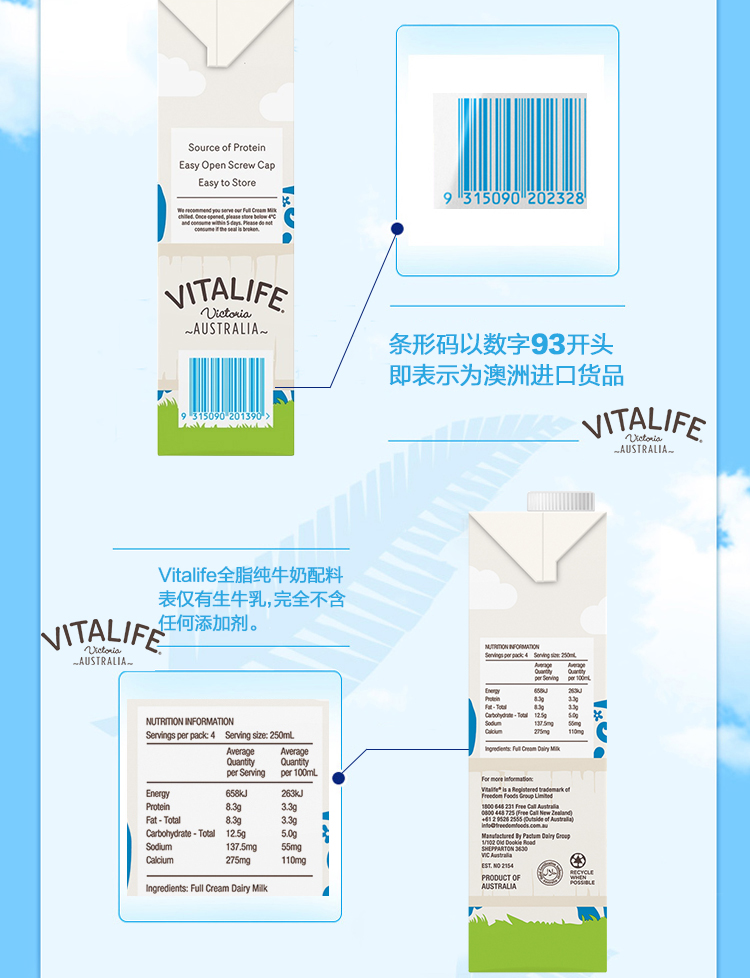 Source of Protein
Easy Open Screw Cap
Easy to Store
We recommend you serve our Full Cream Milk
chilled. Once opened, please store below 4°C
and consume within 5 days. Please do not
consume if the seal is broken.
VITALIFE®
Victoria
~AUSTRALIA~
9 315090 201390 >
9 315090 202328
条形码以数字93开头
即表示为澳洲进口货品
VITALIFE®
Victoria
~AUSTRALIA~
Vitalife全脂纯牛奶配料
表仅有生牛乳,完全不含
任何添加剂。
VITALIFE®
Victoria
~AUSTRALIA~
NUTRITION INFORMATION
Servings per pack: 4 Serving size: 250mL
Average Quantity per Serving Average Quantity per 100mL
Energy 658kJ 263kJ
Protein 8.3g 3.3g
Fat - Total 8.3g 3.3g
Carbohydrate - Total 12.5g 5.0g
Sodium 137.5mg 55mg
Calcium 275mg 110mg
Ingredients: Full Cream Dairy Milk
NUTRITION INFORMATION
Servings per pack: 4 Serving size: 250mL
Average Quantity per Serving Average Quantity per 100mL
Energy 658kJ 263kJ
Protein 8.3g 3.3g
Fat - Total 8.3g 3.3g
Carbohydrate - Total 12.5g 5.0g
Sodium 137.5mg 55mg
Calcium 275mg 110mg
Ingredients: Full Cream Dairy Milk
For more information:
Vitalife® is a Registered trademark of
Freedom Foods Group Limited
1800 646 231 Free Call Australia
0800 448 725 (Free Call New Zealand)
+61 2 9526 2555 (Outside of Australia)
info@freedomfoods.com.au
Manufactured By Pactum Dairy Group
1/102 Old Dookie Road
SHEPPARTON 3630
VIC Australia
EST. NO 2154
PRODUCT OF
AUSTRALIA
RECYCLE
WHEN
POSSIBLE